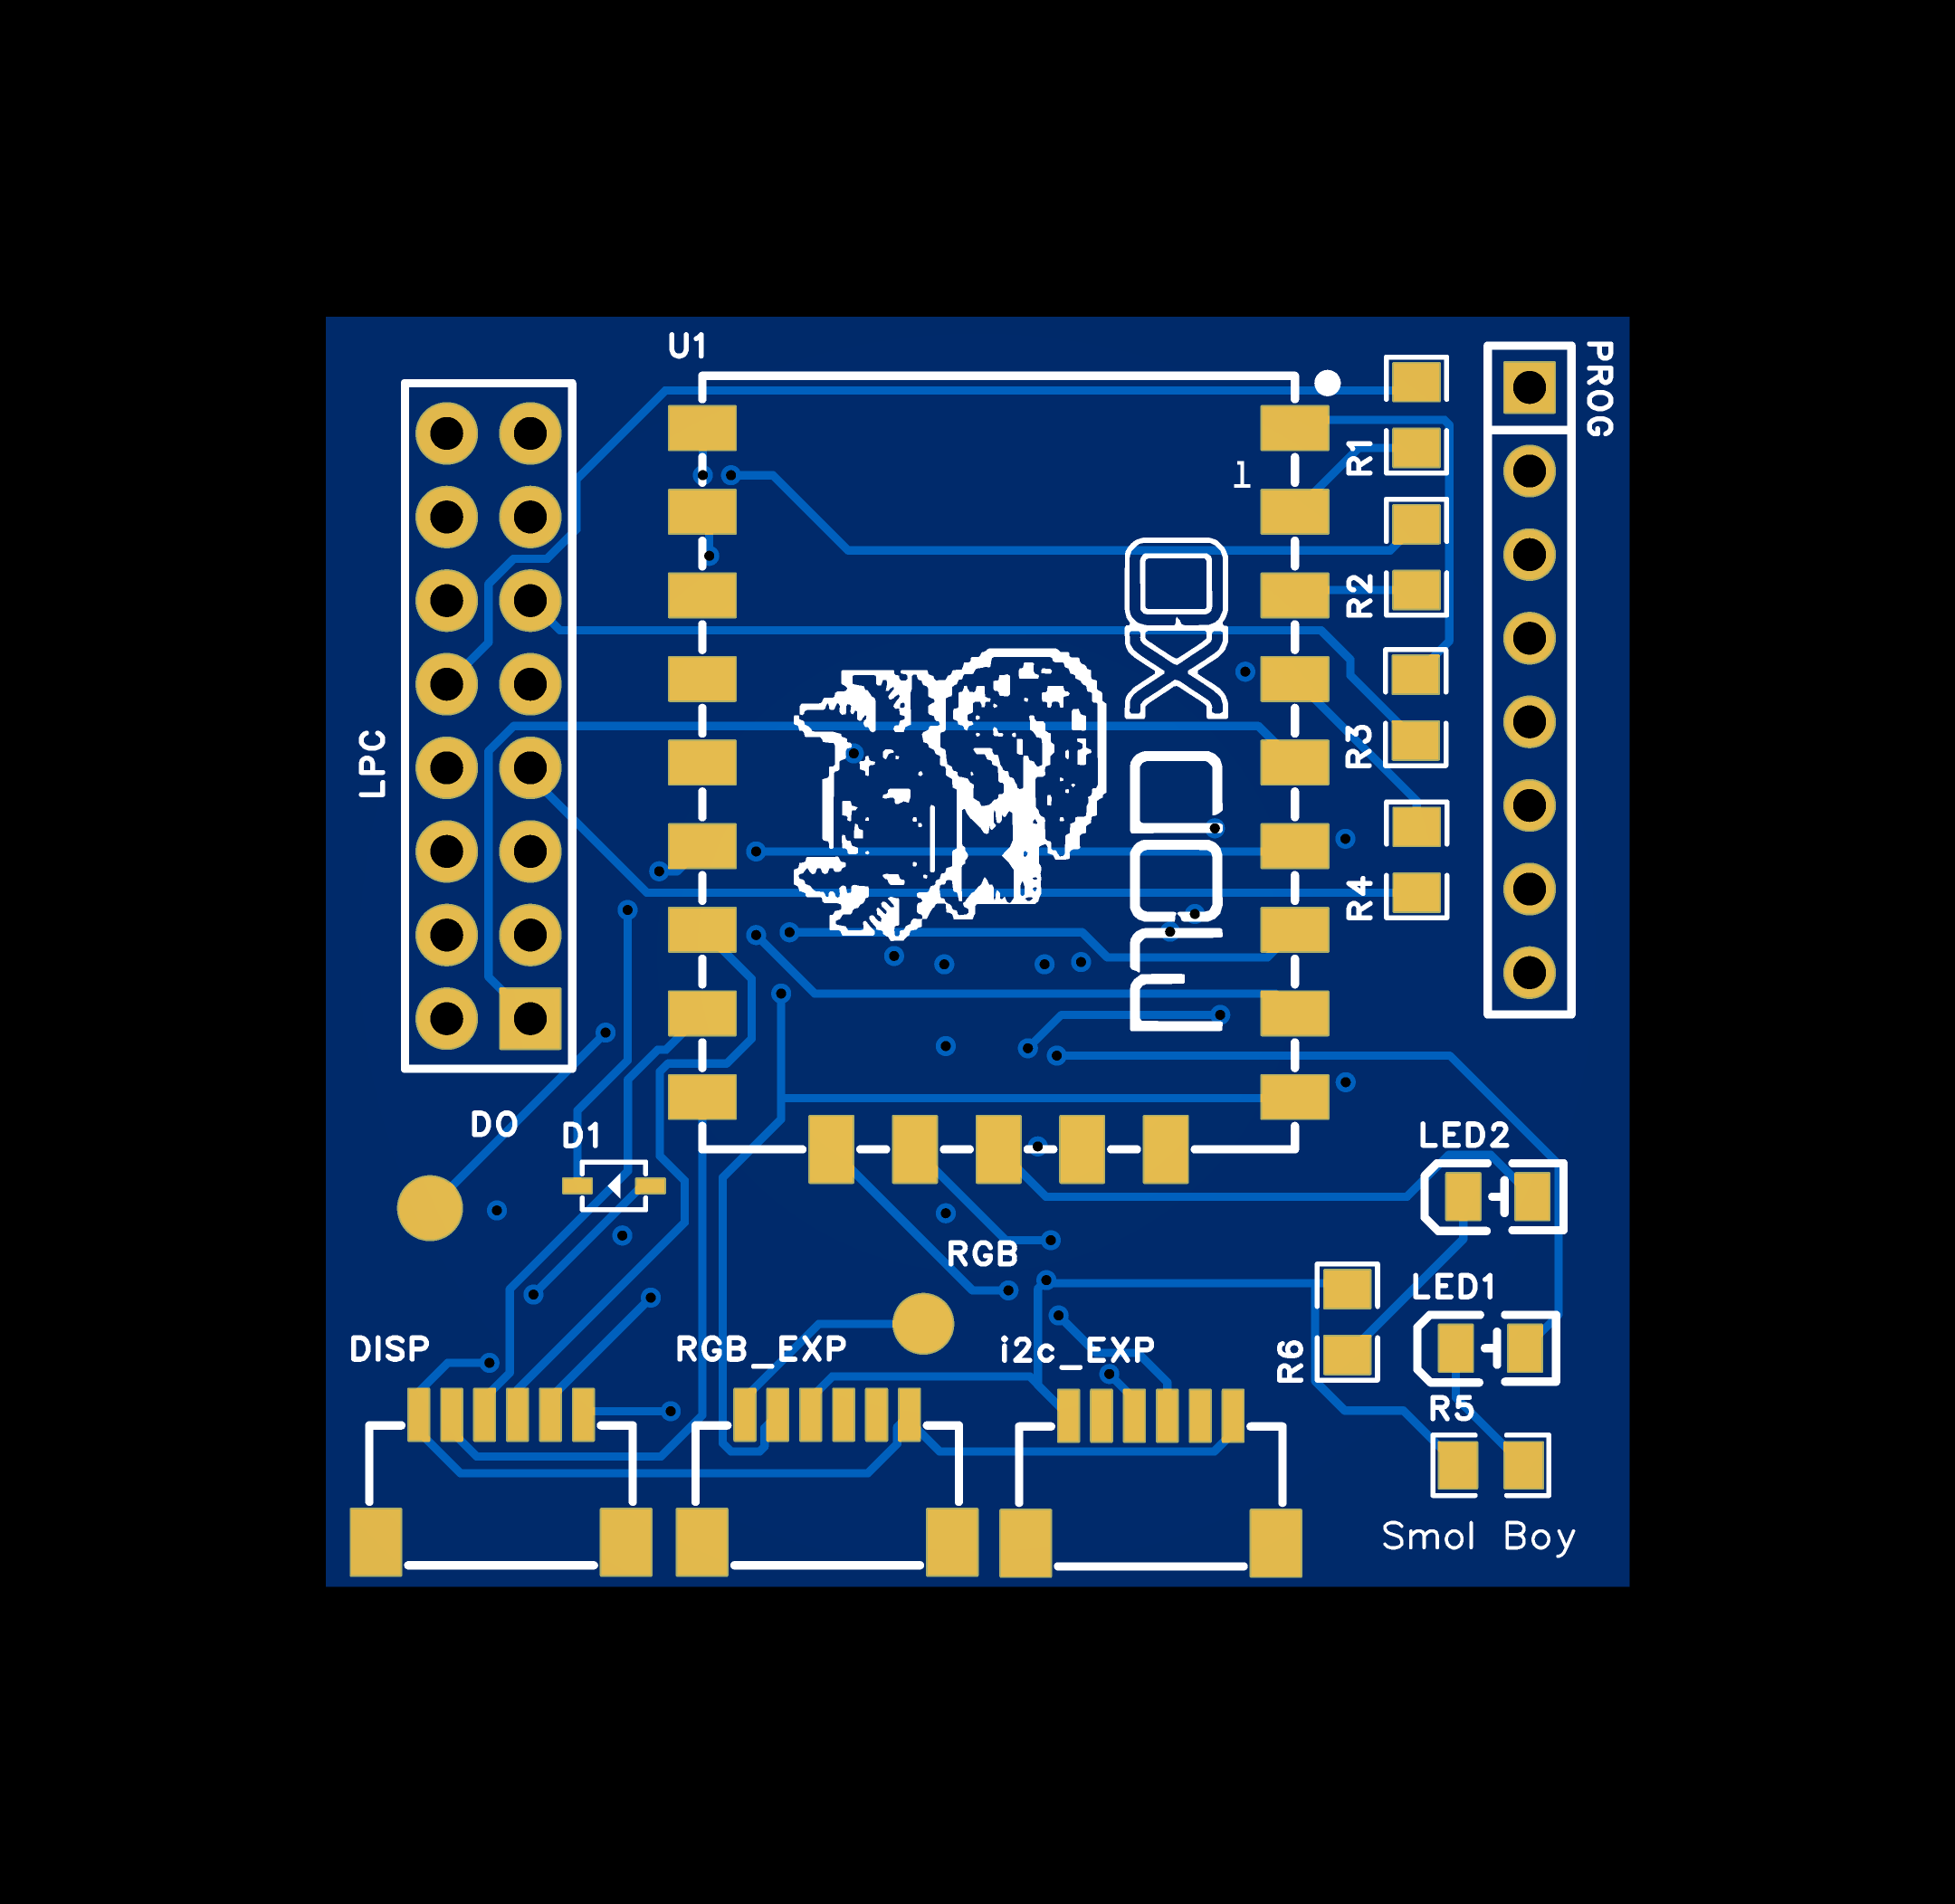 U1
PROG
1
R1
R2
R3
R4
LPC
MODXO
D0
D1
LED2
RGB
LED1
DISP
RGB_EXP
i2c_EXP
R6
R5
Smol Boy